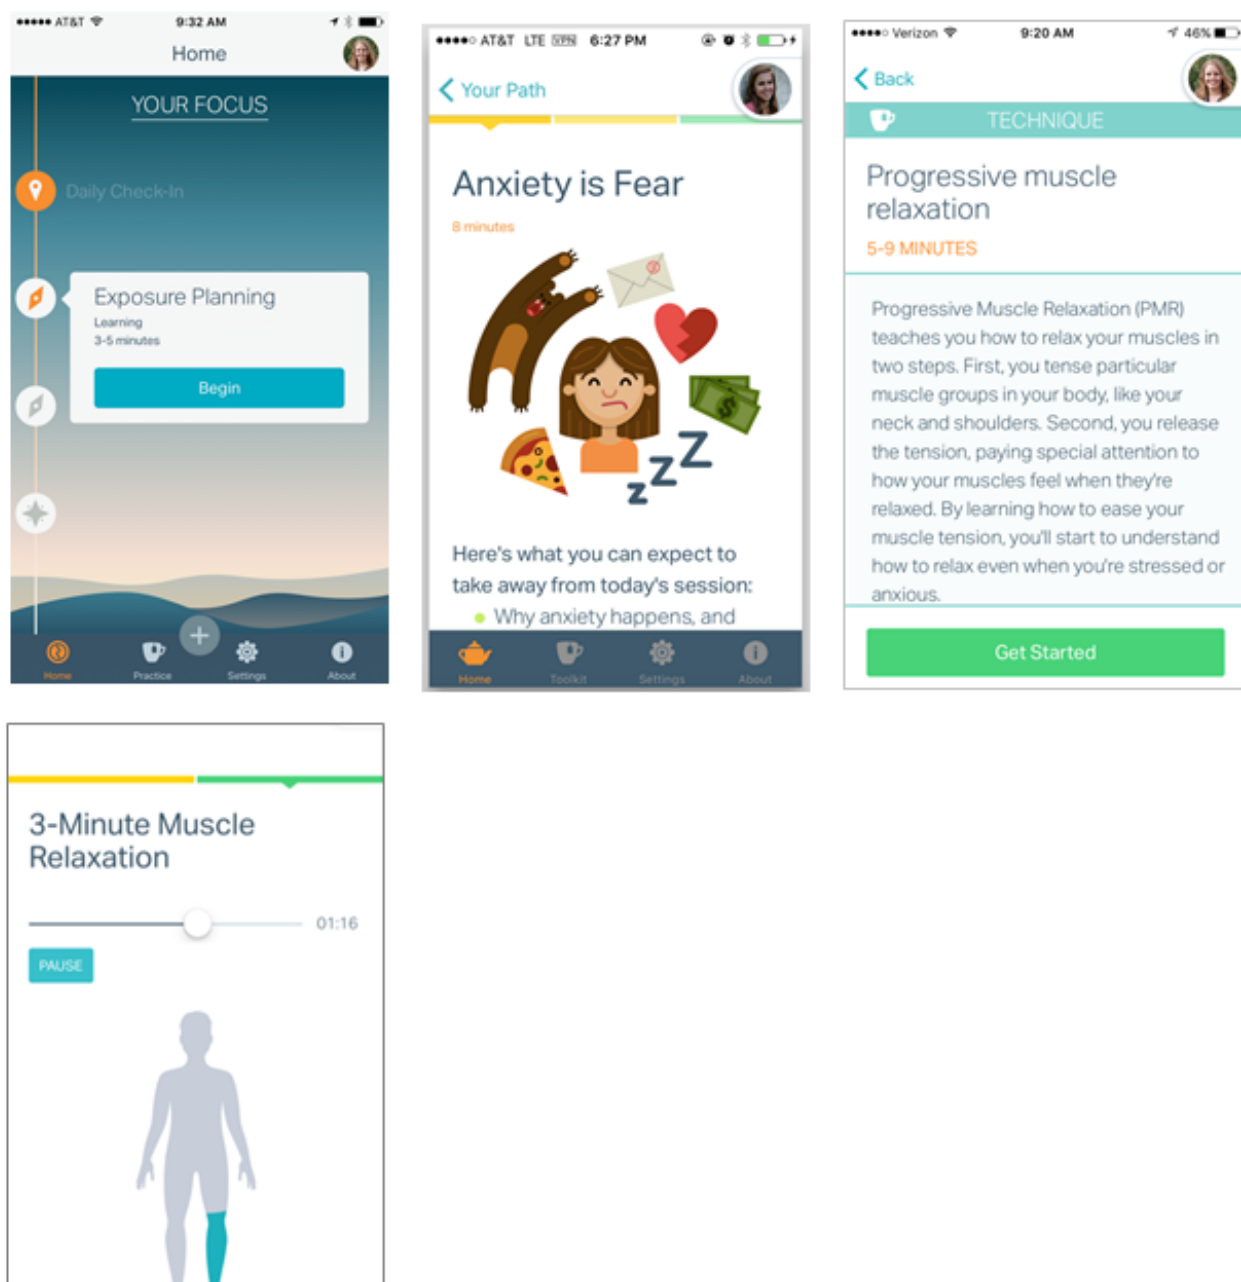 AT&T 9:32 AM
Home
YOUR FOCUS
Daily Check-In
Exposure Planning
Learning
3-5 minutes
Begin
Home Practice + Settings About
AT&T LTE VPN 6:27 PM
Your Path
Anxiety is Fear
8 minutes
$
z Z Z
Here's what you can expect to
take away from today's session:
Why anxiety happens, and
Home Toolkit Settings About
Verizon 9:20 AM 46%
Back
TECHNIQUE
Progressive muscle
relaxation
5-9 MINUTES
Progressive Muscle Relaxation (PMR)
teaches you how to relax your muscles in
two steps. First, you tense particular
muscle groups in your body, like your
neck and shoulders. Second, you release
the tension, paying special attention to
how your muscles feel when they're
relaxed. By learning how to ease your
muscle tension, you'll start to understand
how to relax even when you're stressed or
anxious.
Get Started
3-Minute Muscle
Relaxation
01:16
PAUSE